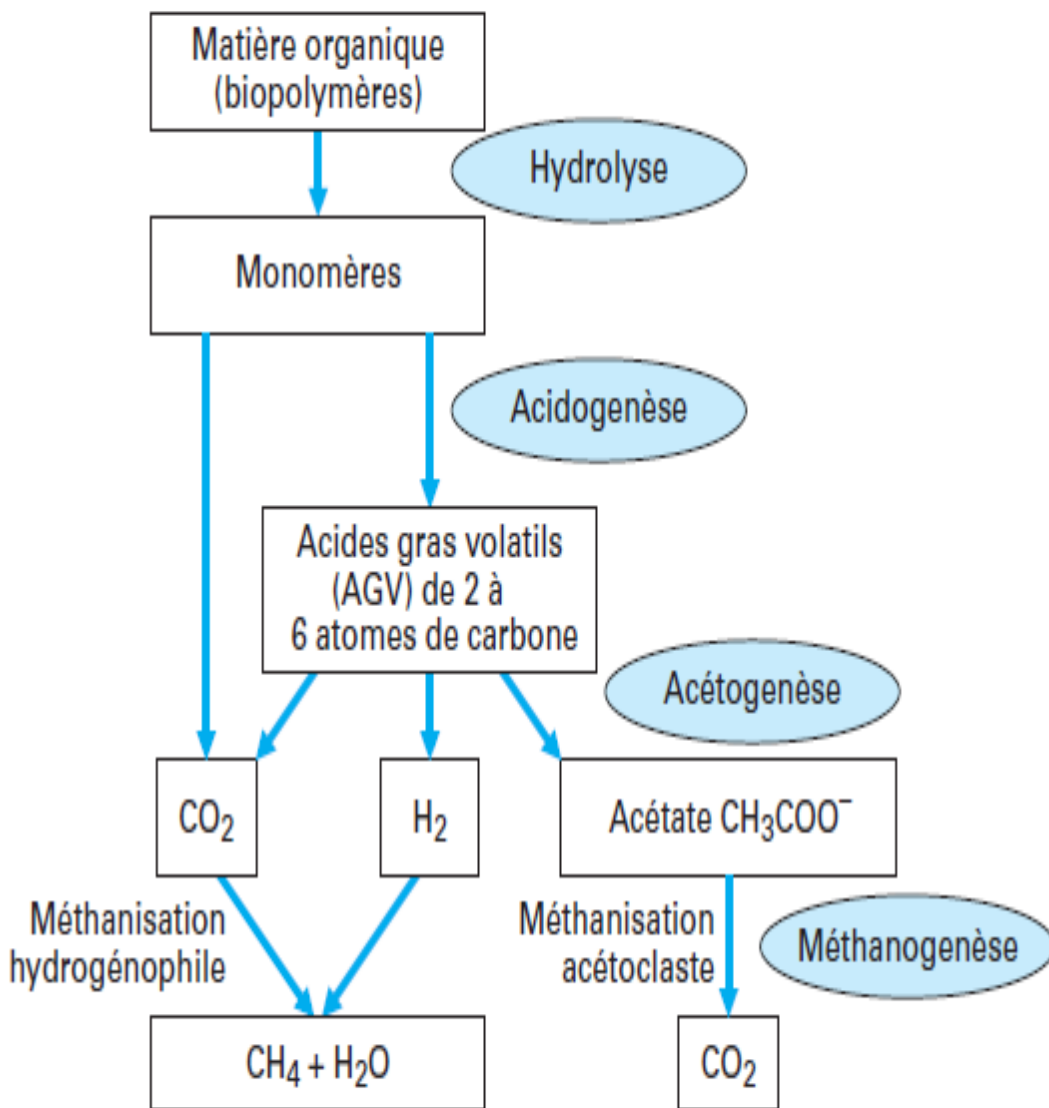 Matière organique
(biopolymères)
Hydrolyse
Monomères
Acidogenèse
Acides gras volatils
(AGV) de 2 à
6 atomes de carbone
Acétogenèse
CO₂
H₂
Acétate CH₃COO⁻
Méthanisation
hydrogénophile
Méthanisation
acétoclaste
Méthanogenèse
CH₄ + H₂O
CO₂